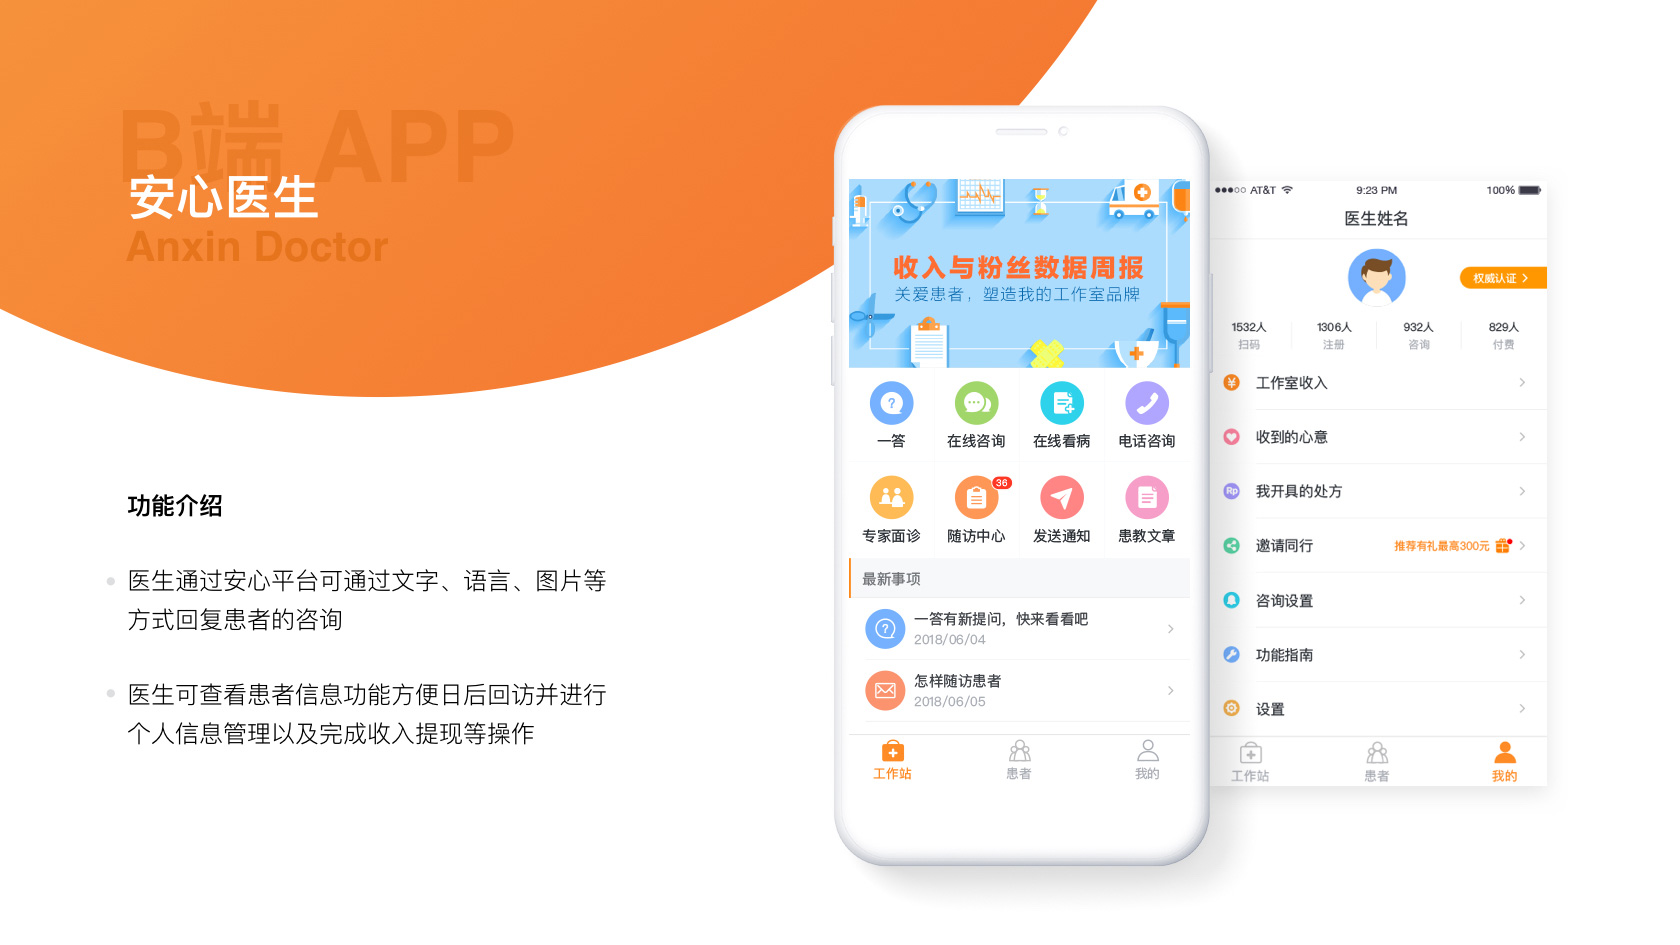 B端 APP
安心医生
Anxin Doctor
功能介绍
医生通过安心平台可通过文字、语言、图片等
方式回复患者的咨询
医生可查看患者信息功能方便日后回访并进行
个人信息管理以及完成收入提现等操作
收入与粉丝数据周报
关爱患者，塑造我的工作室品牌
?
一答 在线咨询 在线看病 电话咨询
36
专家面诊 随访中心 发送通知 患教文章
最新事项
?
一答有新提问，快来看看吧
2018/06/04
怎样随访患者
2018/06/05
工作站 患者 我的
AT&T 9:23 PM 100%
医生姓名
权威认证
1532人 1306人 932人 829人
扫码 注册 咨询 付费
¥ 工作室收入
收到的心意
Rp 我开具的处方
邀请同行 推荐有礼最高300元
咨询设置
功能指南
设置
工作站 患者 我的